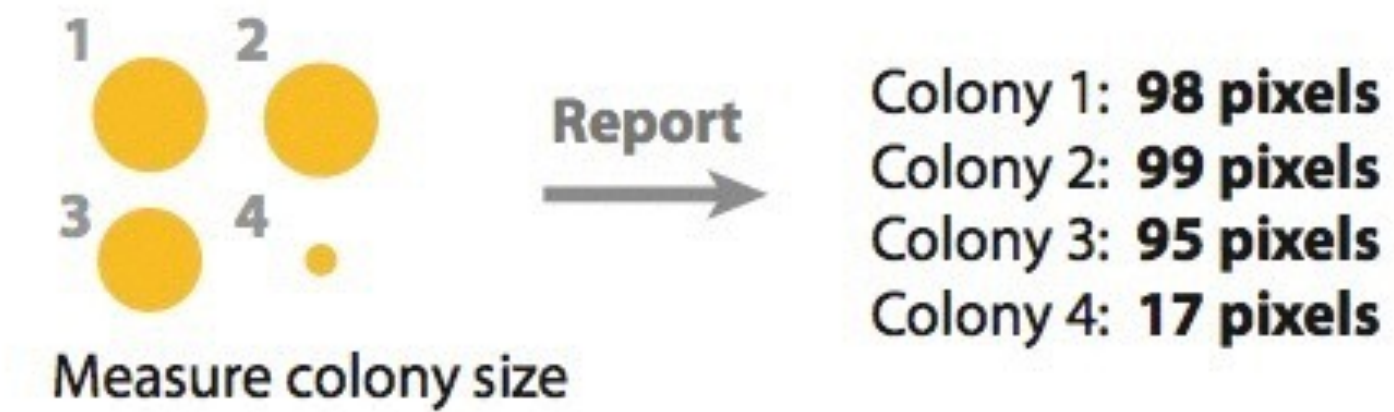 1 2
3 4
Measure colony size
Report
Colony 1: 98 pixels
Colony 2: 99 pixels
Colony 3: 95 pixels
Colony 4: 17 pixels